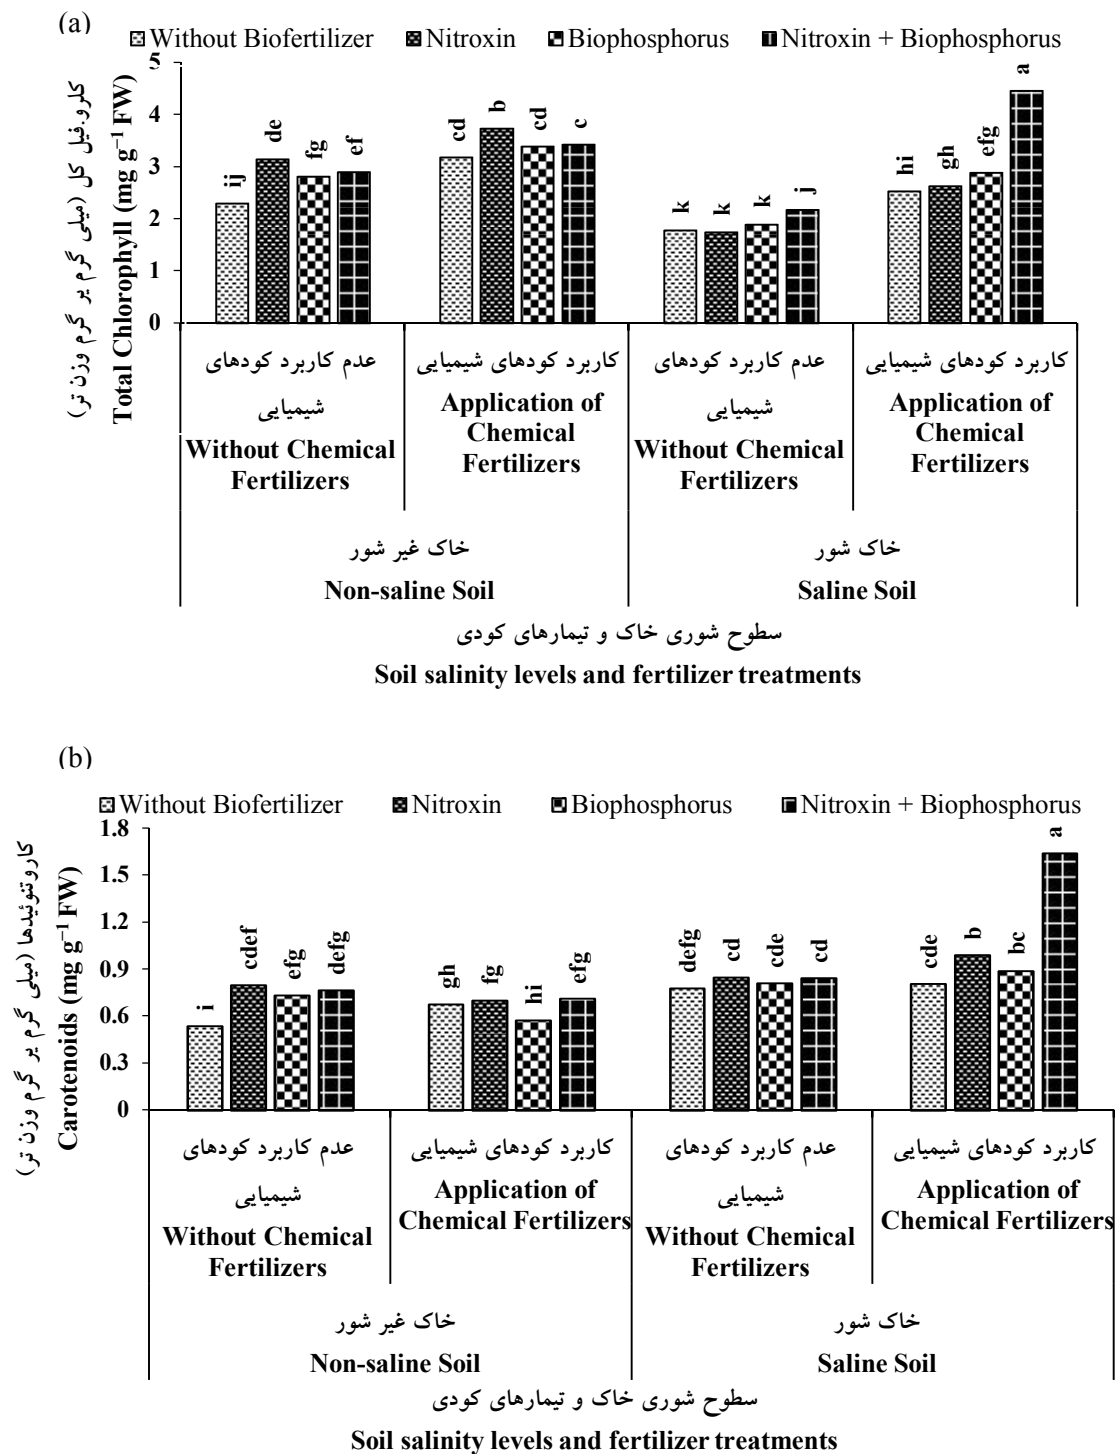 (a)
Without Biofertilizer Nitroxin Biophosphorus Nitroxin + Biophosphorus
کلروفیل کل (میلی گرم بر گرم وزن تر)
Total Chlorophyll (mg g⁻¹ FW)
5
4
3
2
1
0
ij de fg ef cd b cd c k k k j hi gh efg a
عدم کاربرد کودهای کاربرد کودهای شیمیایی عدم کاربرد کودهای کاربرد کودهای شیمیایی
شیمیایی Application of شیمیایی Application of
Without Chemical Chemical Without Chemical Chemical
Fertilizers Fertilizers Fertilizers Fertilizers
خاک غیر شور خاک شور
Non-saline Soil Saline Soil
سطوح شوری خاک و تیمارهای کودی
Soil salinity levels and fertilizer treatments
(b)
Without Biofertilizer Nitroxin Biophosphorus Nitroxin + Biophosphorus
کاروتنوئیدها (میلی گرم بر گرم وزن تر)
Carotenoids (mg g⁻¹ FW)
1.8
1.5
1.2
0.9
0.6
0.3
0
i cdef efg defg gh fg hi efg defg cd cde cd cde b bc a
عدم کاربرد کودهای کاربرد کودهای شیمیایی عدم کاربرد کودهای کاربرد کودهای شیمیایی
شیمیایی Application of شیمیایی Application of
Without Chemical Chemical Fertilizers Without Chemical Chemical Fertilizers
Fertilizers Fertilizers
خاک غیر شور خاک شور
Non-saline Soil Saline Soil
سطوح شوری خاک و تیمارهای کودی
Soil salinity levels and fertilizer treatments